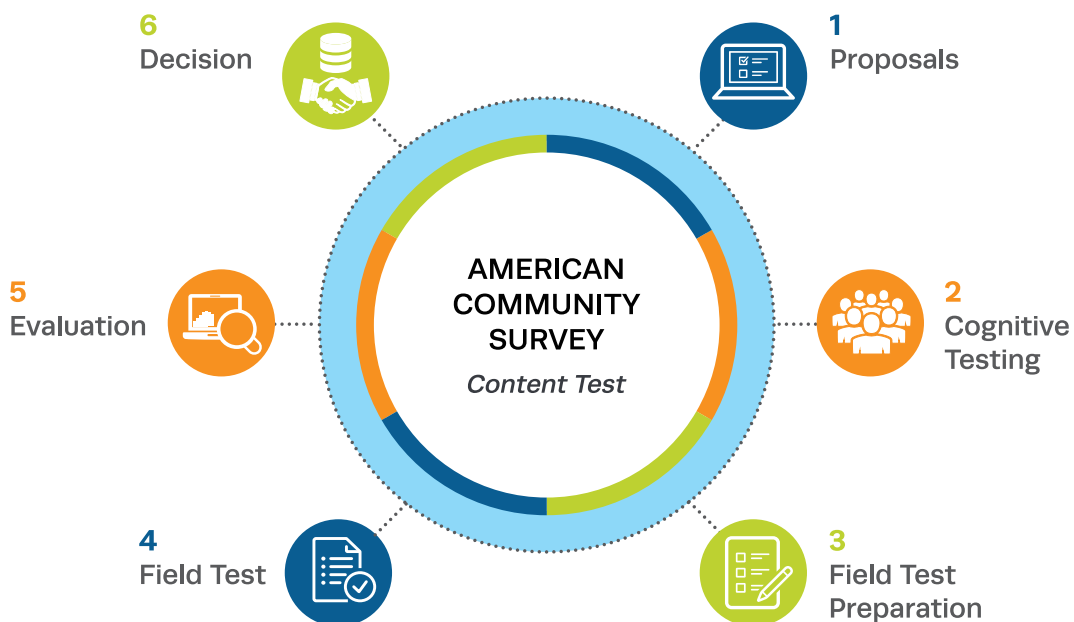 AMERICAN
COMMUNITY
SURVEY
Content Test
1
Proposals
2
Cognitive
Testing
3
Field Test
Preparation
4
Field Test
5
Evaluation
6
Decision